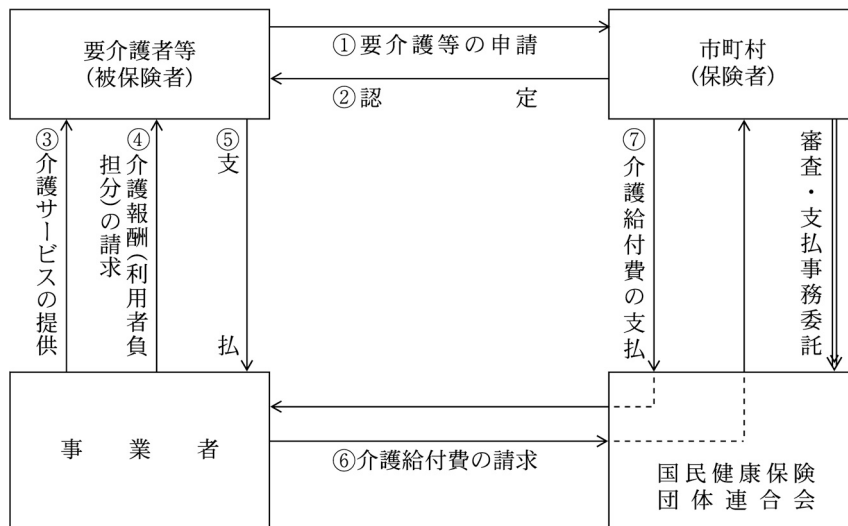 要介護者等
(被保険者)
①要介護等の申請
②認定
市町村
(保険者)
③介護サービスの提供
④介護報酬(利用者負
担分)の請求
⑤支払
⑦介護給付費の支払
審査・支払事務委託
事業者
⑥介護給付費の請求
国民健康保険
団体連合会